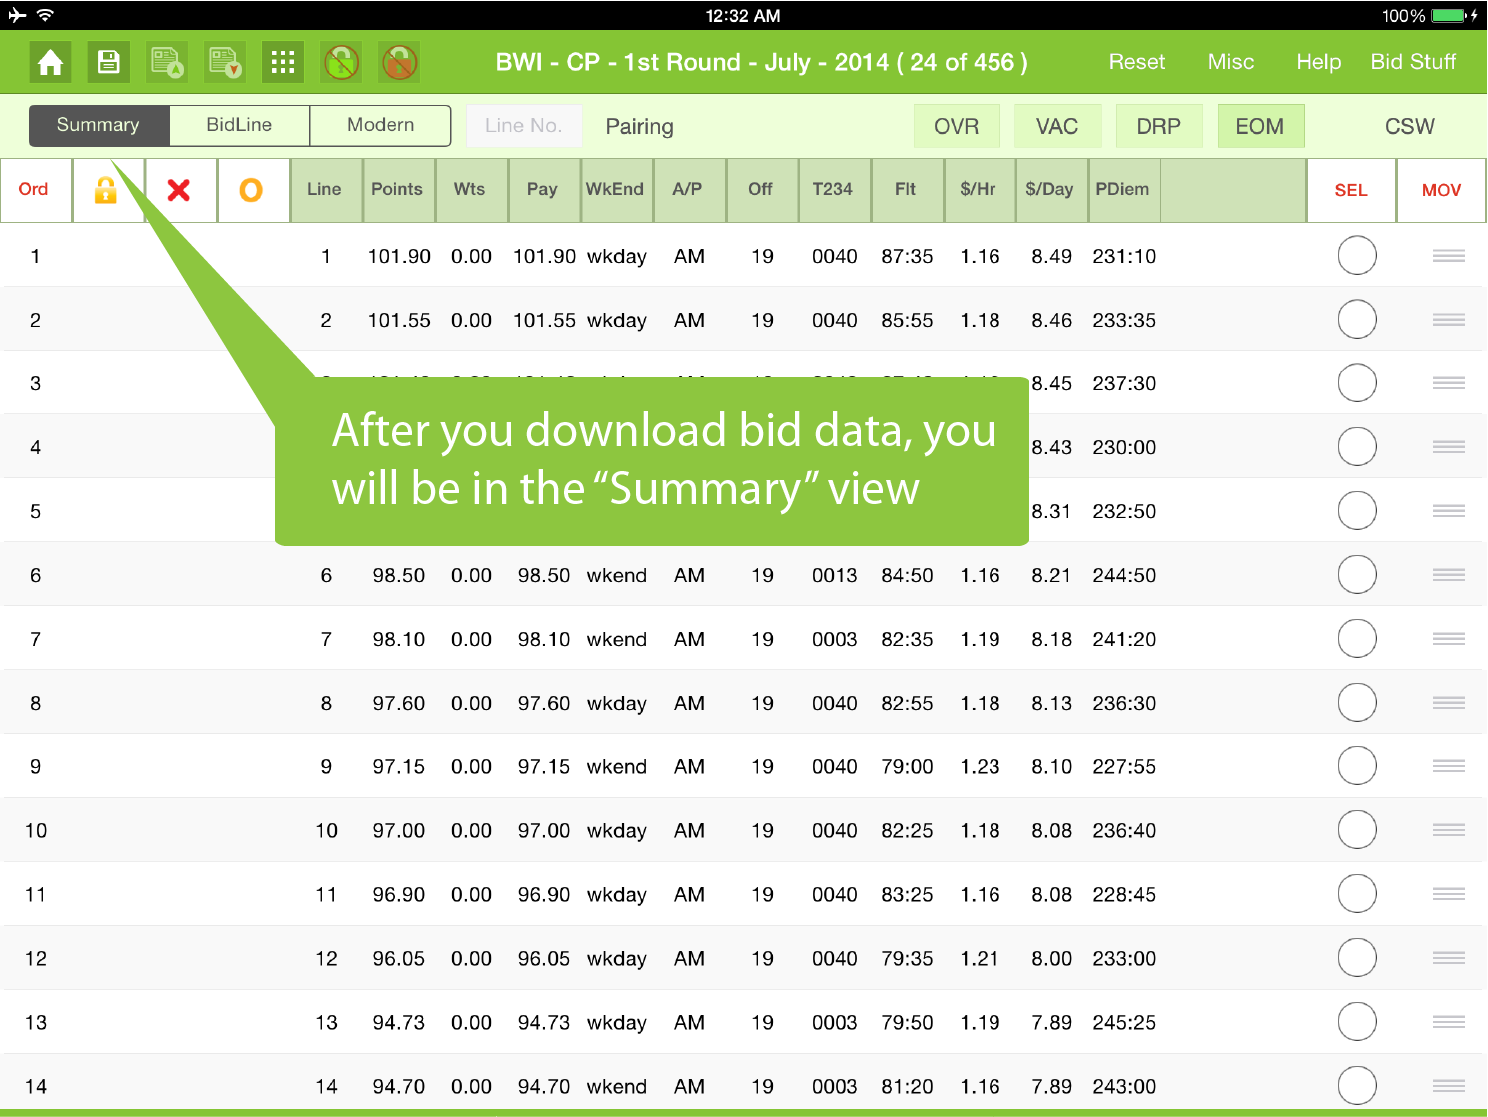 12:32 AM 100%
BWI - CP - 1st Round - July - 2014 ( 24 of 456 ) Reset Misc Help Bid Stuff
Summary BidLine Modern Line No. Pairing OVR VAC DRP EOM CSW
Ord Line Points Wts Pay WkEnd A/P Off T234 Flt $/Hr $/Day PDiem SEL MOV
1 1 101.90 0.00 101.90 wkday AM 19 0040 87:35 1.16 8.49 231:10
2 2 101.55 0.00 101.55 wkday AM 19 0040 85:55 1.18 8.46 233:35
3 8.45 237:30
After you download bid data, you
4 8.43 230:00
will be in the “Summary” view
5 8.31 232:50
6 6 98.50 0.00 98.50 wkend AM 19 0013 84:50 1.16 8.21 244:50
7 7 98.10 0.00 98.10 wkend AM 19 0003 82:35 1.19 8.18 241:20
8 8 97.60 0.00 97.60 wkday AM 19 0040 82:55 1.18 8.13 236:30
9 9 97.15 0.00 97.15 wkend AM 19 0040 79:00 1.23 8.10 227:55
10 10 97.00 0.00 97.00 wkday AM 19 0040 82:25 1.18 8.08 236:40
11 11 96.90 0.00 96.90 wkday AM 19 0040 83:25 1.16 8.08 228:45
12 12 96.05 0.00 96.05 wkday AM 19 0040 79:35 1.21 8.00 233:00
13 13 94.73 0.00 94.73 wkday AM 19 0003 79:50 1.19 7.89 245:25
14 14 94.70 0.00 94.70 wkend AM 19 0003 81:20 1.16 7.89 243:00